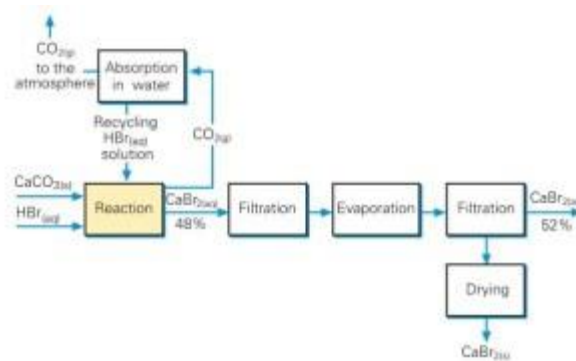 CO₂(g)
to the
atmosphere
Absorption
in water
Recycling
HBr(aq)
solution
CO₂(g)
CaCO₃(s)
HBr(aq)
Reaction
CaBr₂(aq)
48%
Filtration
Evaporation
Filtration
CaBr₂(a
52%
Drying
CaBr₂(s)